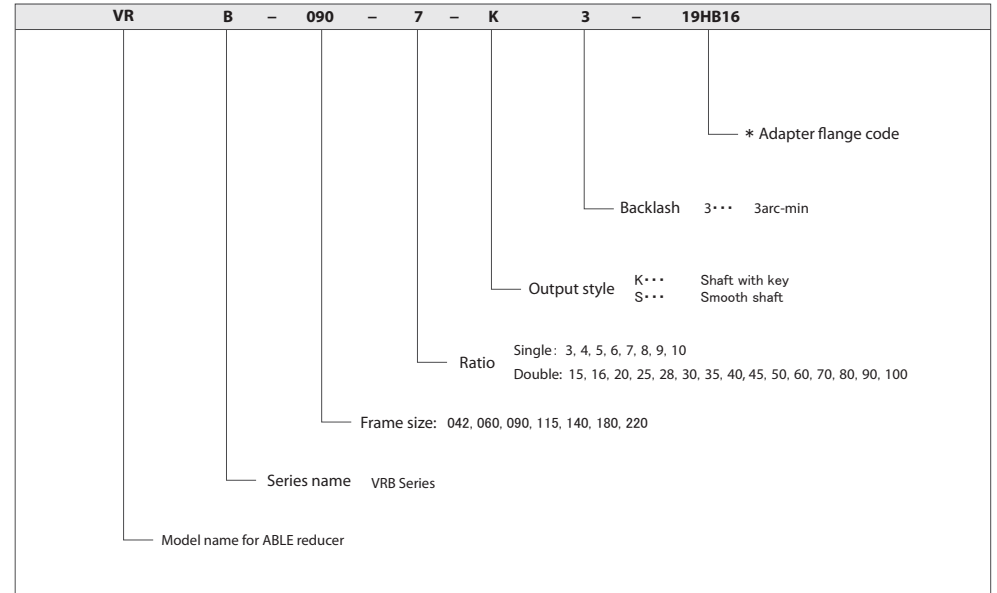 VR B – 090 – 7 – K 3 – 19HB16
* Adapter flange code
Backlash 3・・・ 3arc-min
Output style K・・・ Shaft with key
S・・・ Smooth shaft
Ratio Single: 3, 4, 5, 6, 7, 8, 9, 10
Double: 15, 16, 20, 25, 28, 30, 35, 40, 45, 50, 60, 70, 80, 90, 100
Frame size: 042, 060, 090, 115, 140, 180, 220
Series name VRB Series
Model name for ABLE reducer